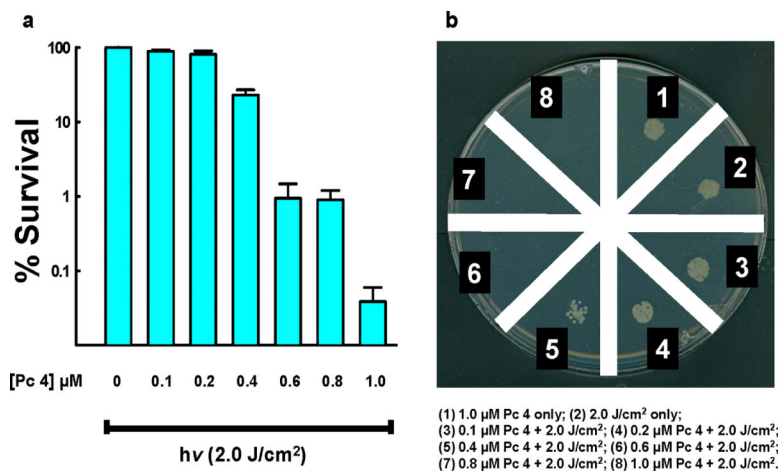 a
b
100
10
1
0.1
% Survival
[Pc 4] µM 0 0.1 0.2 0.4 0.6 0.8 1.0
hν (2.0 J/cm²)
8 1
7 2
6 3
5 4
(1) 1.0 µM Pc 4 only; (2) 2.0 J/cm² only;
(3) 0.1 µM Pc 4 + 2.0 J/cm²; (4) 0.2 µM Pc 4 + 2.0 J/cm²;
(5) 0.4 µM Pc 4 + 2.0 J/cm²; (6) 0.6 µM Pc 4 + 2.0 J/cm²;
(7) 0.8 µM Pc 4 + 2.0 J/cm²; (8) 1.0 µM Pc 4 + 2.0 J/cm².